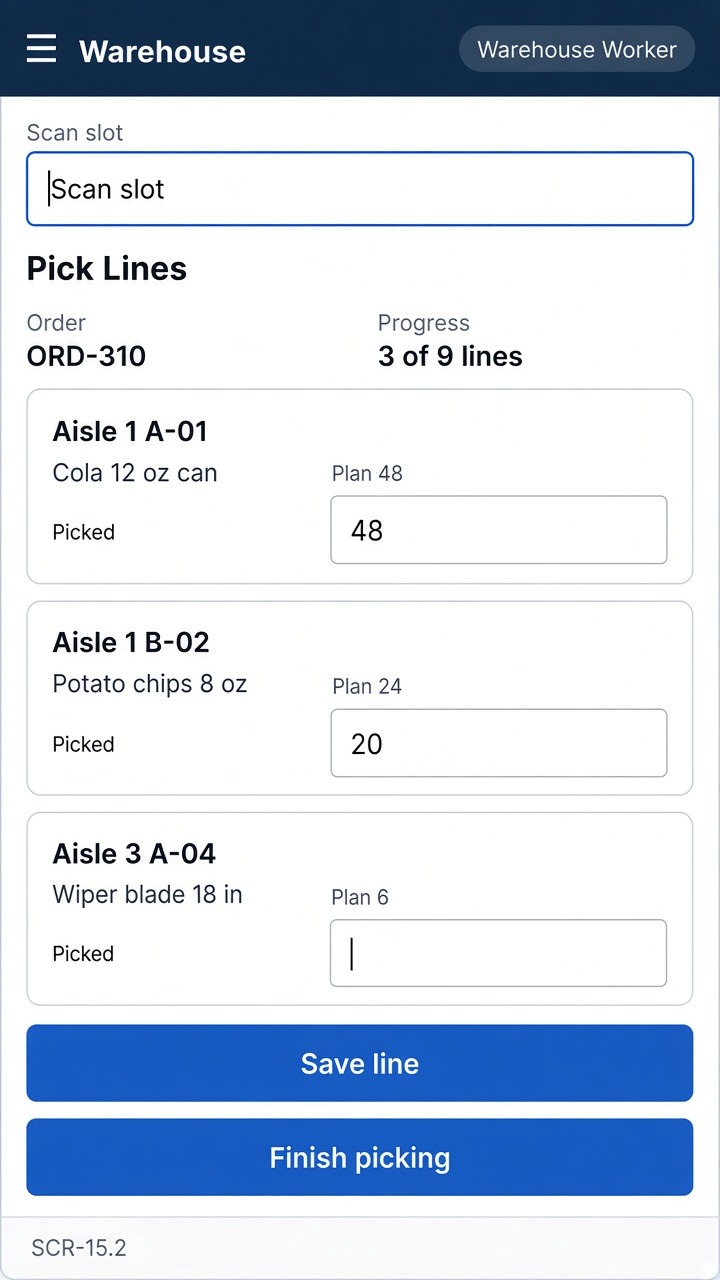 Warehouse
Warehouse Worker
Scan slot
Scan slot
Pick Lines
Order
Progress
ORD-310
3 of 9 lines
Aisle 1 A-01
Cola 12 oz can
Plan 48
Picked
48
Aisle 1 B-02
Potato chips 8 oz
Plan 24
Picked
20
Aisle 3 A-04
Wiper blade 18 in
Plan 6
Picked
Save line
Finish picking
SCR-15.2